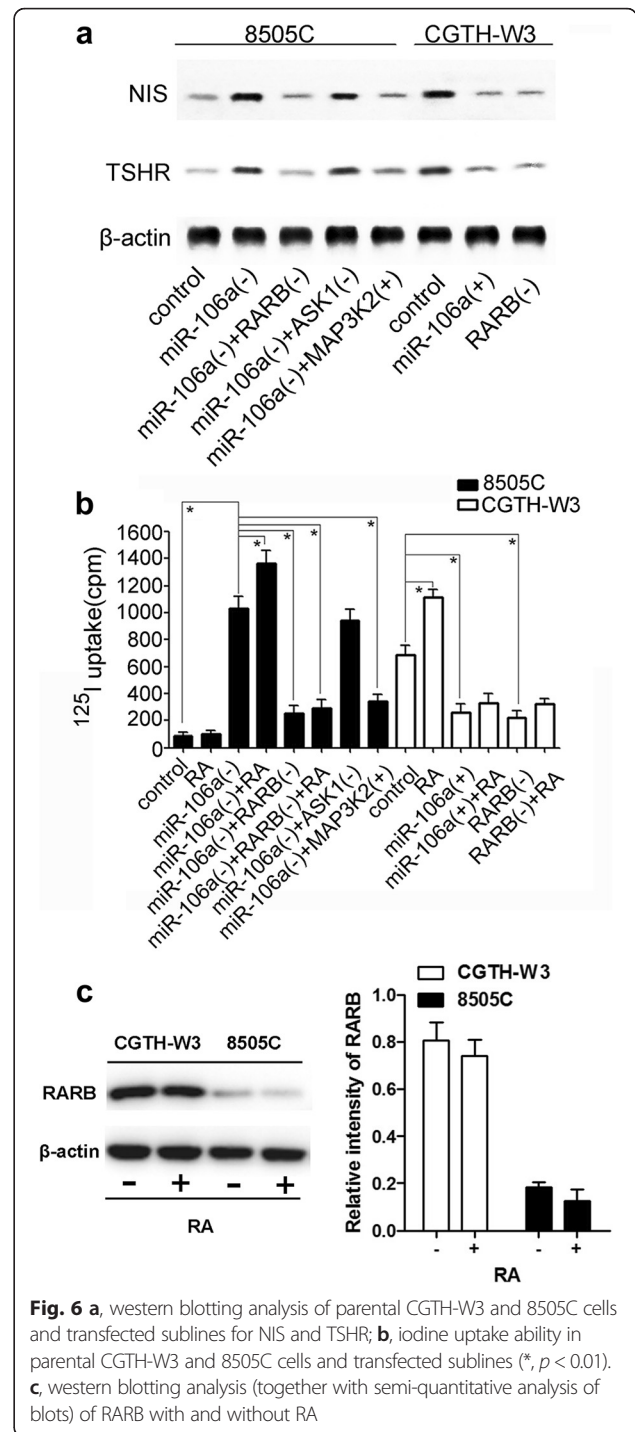 a
8505C CGTH-W3
NIS
TSHR
β-actin
control
miR-106a(-)
miR-106a(-)+RARB(-)
miR-106a(-)+ASK1(-)
miR-106a(-)+MAP3K2(+)
control
miR-106a(+)
RARB(-)
b
8505C
CGTH-W3
125I uptake(cpm)
1600
1400
1200
1000
800
600
400
200
0
* * * * * * * *
control
RA
miR-106a(-)
miR-106a(-)+RA
miR-106a(-)+RARB(-)
miR-106a(-)+RARB(-)+RA
miR-106a(-)+ASK1(-)
miR-106a(-)+MAP3K2(+)
control
RA
miR-106a(+)
miR-106a(+)+RA
RARB(-)
RARB(-)+RA
c
CGTH-W3 8505C
RARB
β-actin
- + - +
RA
CGTH-W3
8505C
Relative intensity of RARB
1.0
0.8
0.6
0.4
0.2
0.0
- + - +
RA
Fig. 6 a, western blotting analysis of parental CGTH-W3 and 8505C cells
and transfected sublines for NIS and TSHR; b, iodine uptake ability in
parental CGTH-W3 and 8505C cells and transfected sublines (*, p < 0.01).
c, western blotting analysis (together with semi-quantitative analysis of
blots) of RARB with and without RA